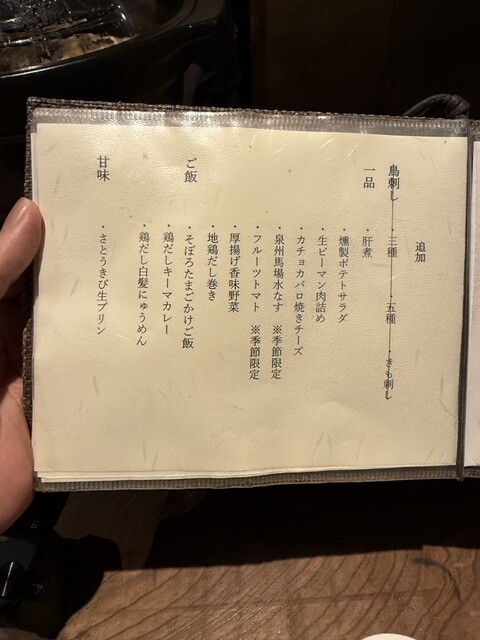 追加
鳥刺し ・三種 ・五種 ・きも刺し
一品 ・肝煮
・燻製ポテトサラダ
・生ピーマン肉詰め
・カチョカバロ焼きチーズ
・泉州馬場水なす ※季節限定
・フルーツトマト ※季節限定
・厚揚げ香味野菜
・地鶏だし巻き
ご飯 ・そぼろたまごかけご飯
・鶏だしキーマカレー
・鶏だし白髪にゅうめん
甘味 ・さとうきび生プリン